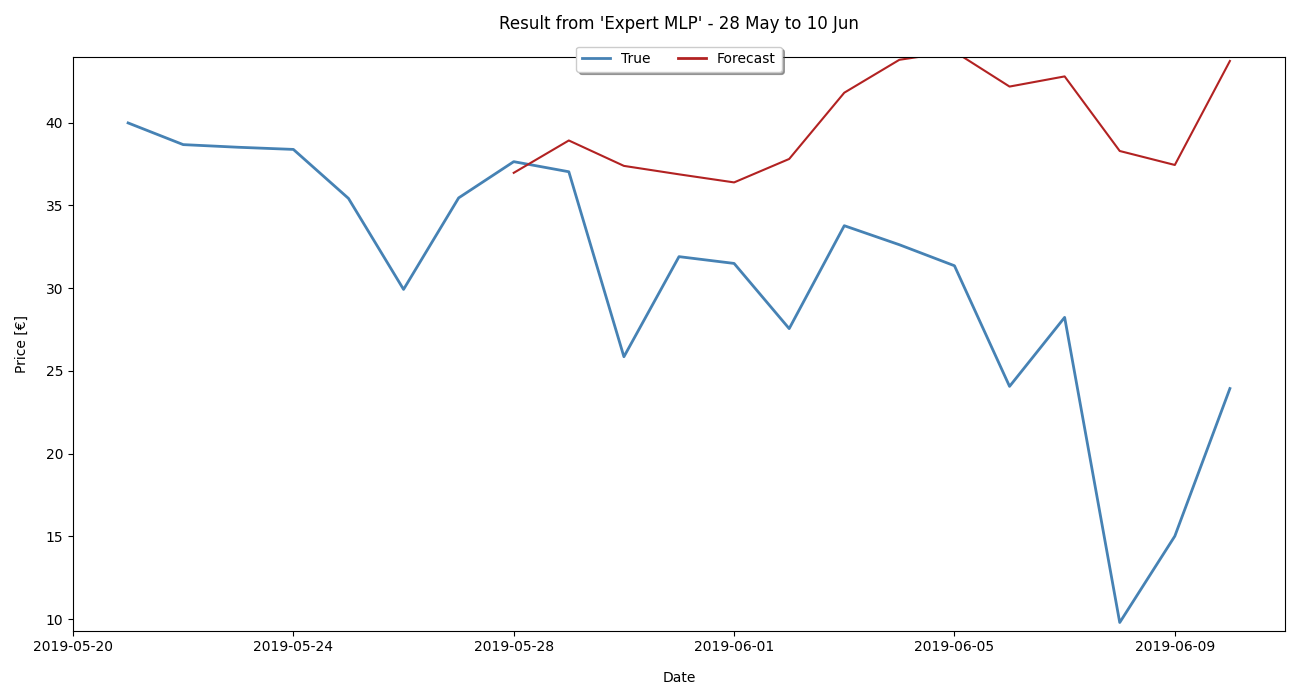 Result from 'Expert MLP' - 28 May to 10 Jun
True Forecast
Price [€]
40
35
30
25
20
15
10
2019-05-20 2019-05-24 2019-05-28 2019-06-01 2019-06-05 2019-06-09
Date